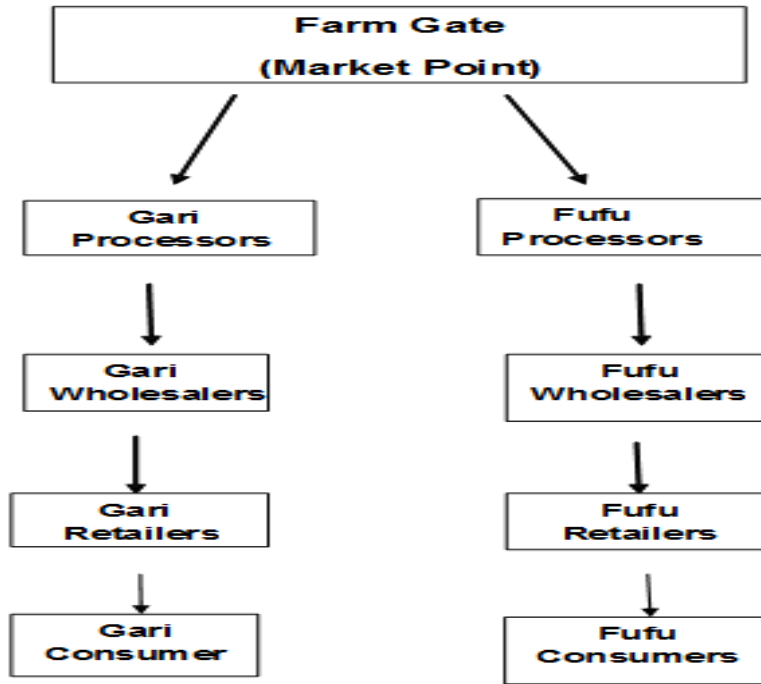 Farm Gate
(Market Point)
Gari
Processors
Fufu
Processors
Gari
Wholesalers
Fufu
Wholesalers
Gari
Retailers
Fufu
Retailers
Gari
Consumer
Fufu
Consumers